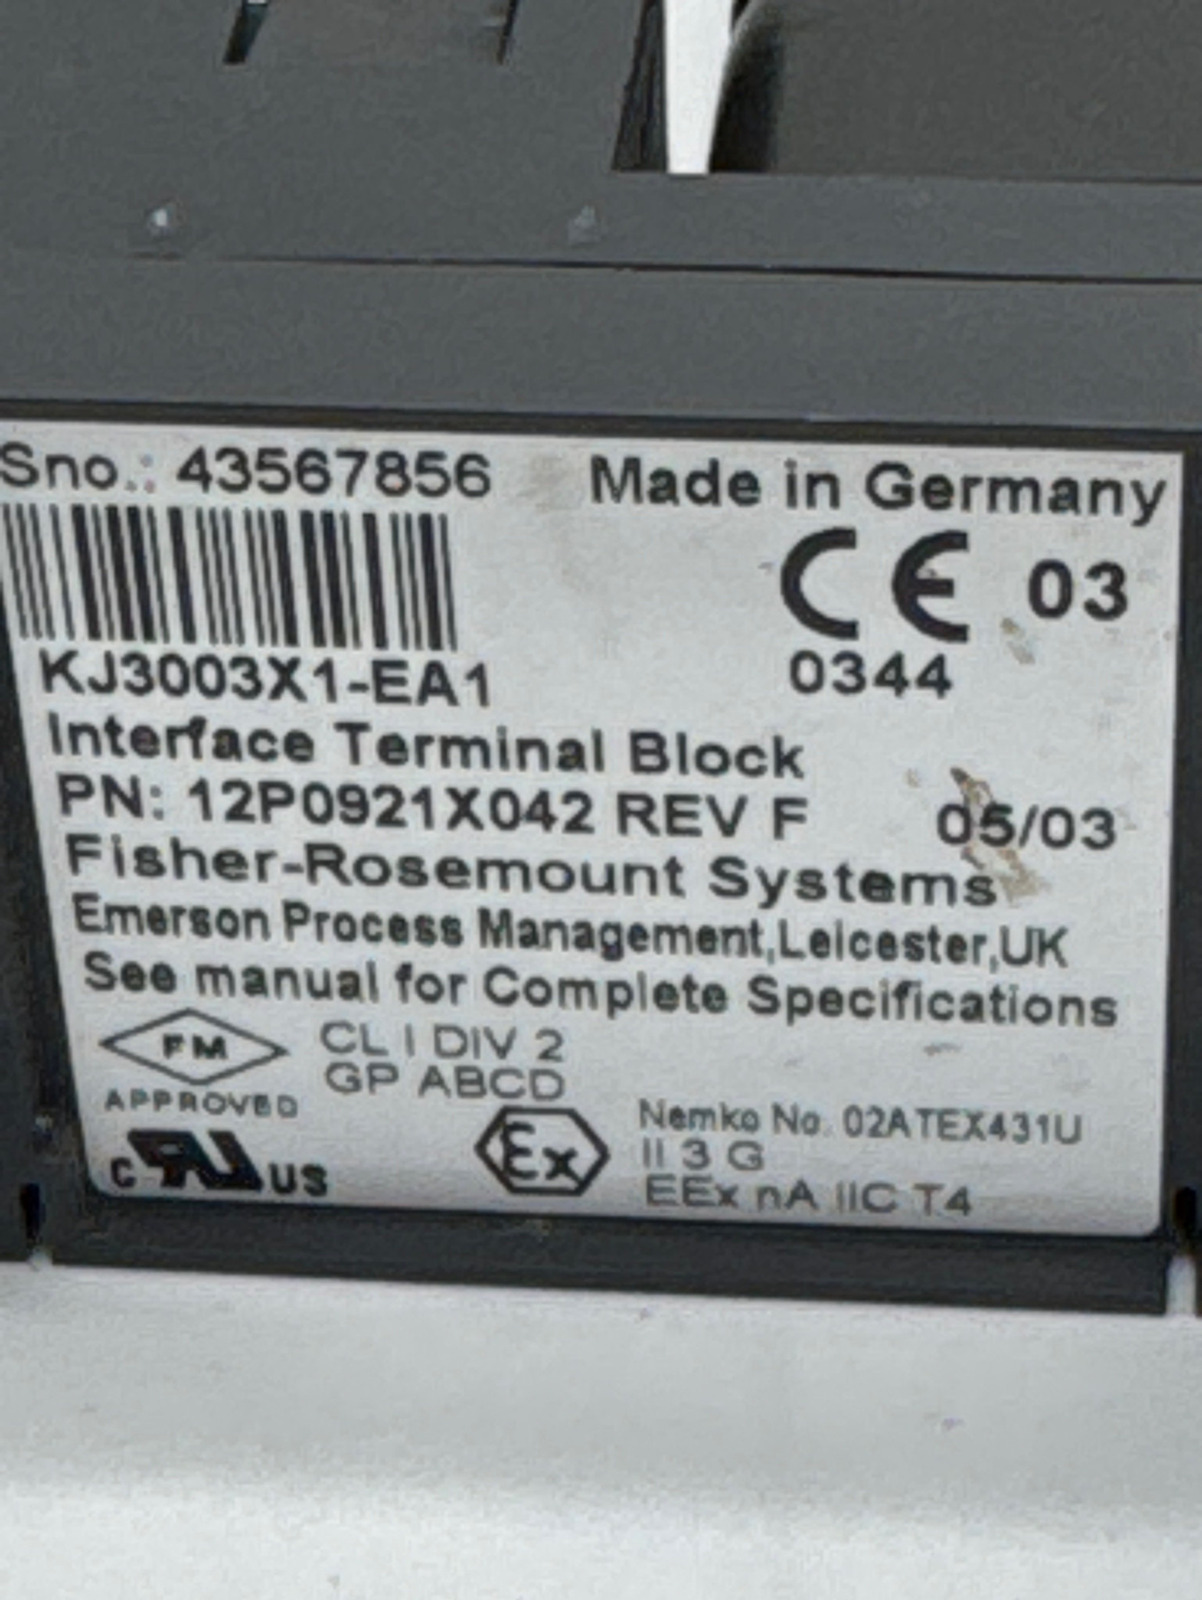 Sno.: 43567856 Made in Germany
CE 03
0344
KJ3003X1-EA1
Interface Terminal Block
PN: 12P0921X042 REV F 05/03
Fisher-Rosemount Systems
Emerson Process Management,Leicester,UK
See manual for Complete Specifications
FM CL I DIV 2
GP ABCD
APPROVED
Nemko No. 02ATEX431U
C RU US Ex II 3 G
EEx nA IIC T4